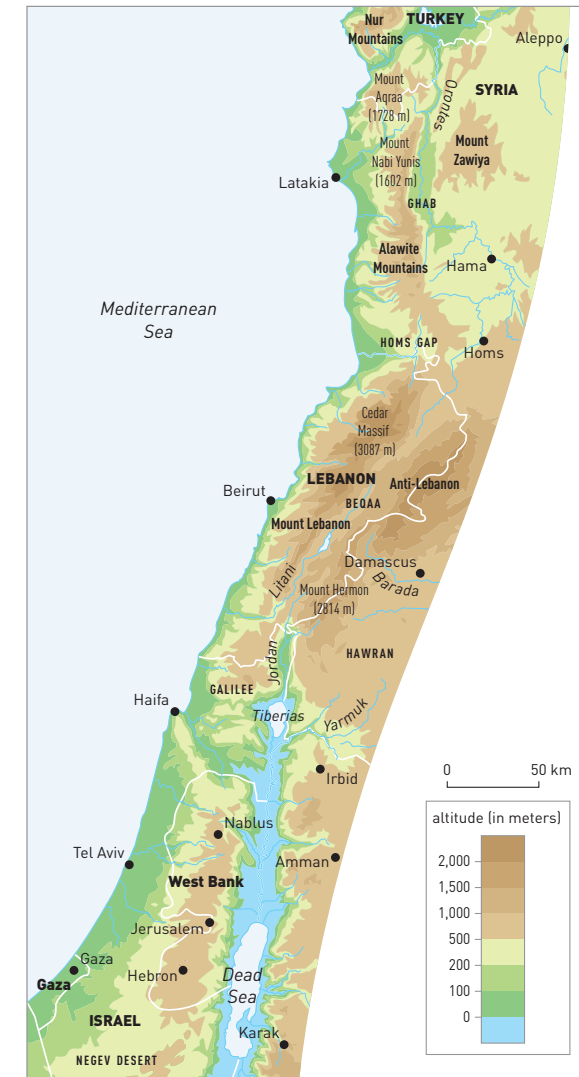 Nur
Mountains
TURKEY
Aleppo
Mount
Aqraa
(1728 m)
Orontes
SYRIA
Mount
Nabi Yunis
(1602 m)
Mount
Zawiya
Latakia
GHAB
Alawite
Mountains
Hama
Mediterranean
Sea
HOMS GAP
Homs
Cedar
Massif
(3087 m)
LEBANON
Anti-Lebanon
Beirut
BEQAA
Mount Lebanon
Damascus
Litani
Barada
Mount Hermon
(2814 m)
Jordan
HAWRAN
GALILEE
Haifa
Tiberias
Yarmuk
Irbid
0
50 km
Nablus
altitude (in meters)
2,000
1,500
1,000
500
200
100
0
Tel Aviv
Amman
West Bank
Jerusalem
Gaza
Gaza
Hebron
Dead
Sea
ISRAEL
Karak
NEGEV DESERT